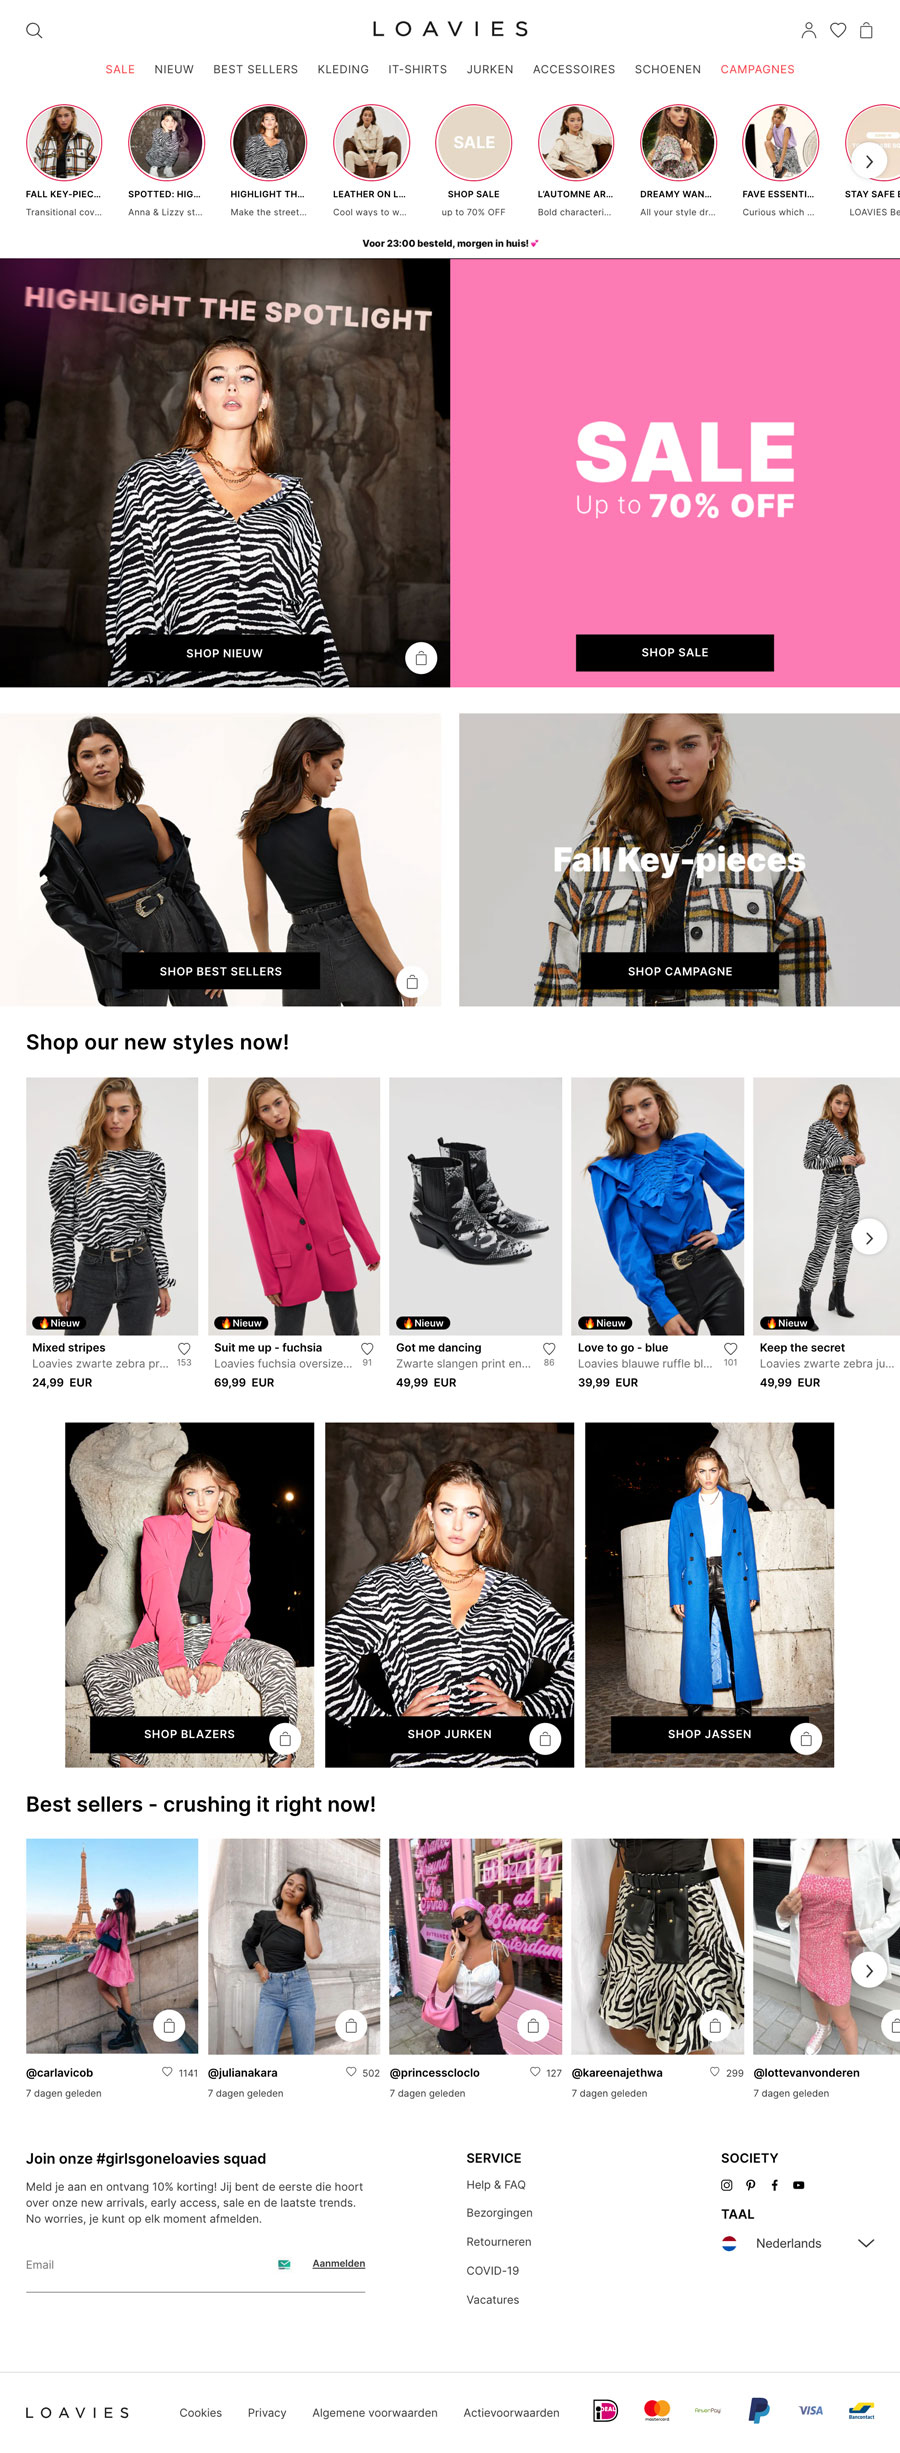 LOAVIES
SALE NIEUW BEST SELLERS KLEDING IT-SHIRTS JURKEN ACCESSOIRES SCHOENEN CAMPAGNES
SALE
FALL KEY-PIEC... SPOTTED: HIG... HIGHLIGHT TH... LEATHER ON L... SHOP SALE L'AUTOMNE AR... DREAMY WAN... FAVE ESSENTI... STAY SAFE B
Transitional cov... Anna & Lizzy st... Make the street... Cool ways to w... up to 70% OFF Bold characteri... All your style dr... Curious which ... LOAVIES Be
Voor 23:00 besteld, morgen in huis!
HIGHLIGHT THE SPOTLIGHT
SALE
Up to 70% OFF
SHOP NIEUW SHOP SALE
Fall Key-pieces
SHOP BEST SELLERS SHOP CAMPAGNE
Shop our new styles now!
Nieuw Nieuw Nieuw Nieuw Nieuw
Mixed stripes Suit me up - fuchsia Got me dancing Love to go - blue Keep the secret
Loavies zwarte zebra pr... 153 Loavies fuchsia oversize... 91 Zwarte slangen print en... 86 Loavies blauwe ruffle bl... 101 Loavies zwarte zebra ju...
24,99 EUR 69,99 EUR 49,99 EUR 39,99 EUR 49,99 EUR
SHOP BLAZERS SHOP JURKEN SHOP JASSEN
Best sellers - crushing it right now!
@carlavicob 1141 @julianakara 502 @princesscloclo 127 @kareenajethwa 299 @lottevanvonderen
7 dagen geleden 7 dagen geleden 7 dagen geleden 7 dagen geleden 7 dagen geleden
Join onze #girlsgoneloavies squad
Meld je aan en ontvang 10% korting! Jij bent de eerste die hoort
over onze new arrivals, early access, sale en de laatste trends.
No worries, je kunt op elk moment afmelden.
Email Aanmelden
SERVICE
Help & FAQ
Bezorgingen
Retourneren
COVID-19
Vacatures
SOCIETY
TAAL
Nederlands
LOAVIES Cookies Privacy Algemene voorwaarden Actievoorwaarden iDEAL mastercard AfterPay VISA Bancontact